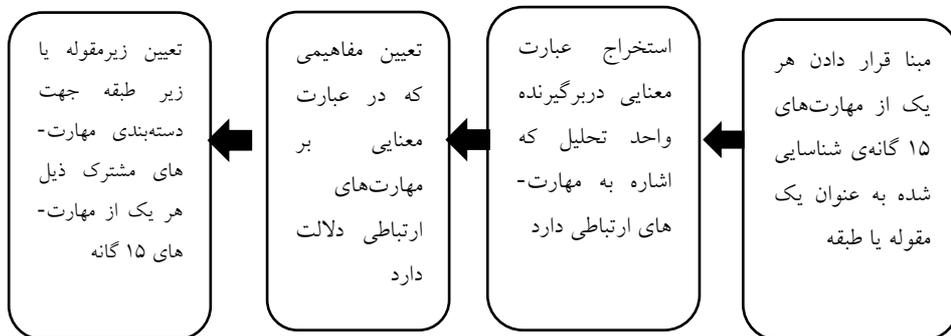 مبنا قرار دادن هر
یک از مهارت‌های
۱۵ گانه‌ی شناسایی
شده به عنوان یک
مقوله یا طبقه
استخراج عبارت
معنایی دربرگیرنده
واحد تحلیل که
اشاره به مهارت-
های ارتباطی دارد
تعیین مفاهیمی
که در عبارت
معنایی بر
مهارت‌های
ارتباطی دلالت
دارد
تعیین زیرمقوله یا
زیر طبقه جهت
دسته‌بندی مهارت-
های مشترک ذیل
هر یک از مهارت-
های ۱۵ گانه